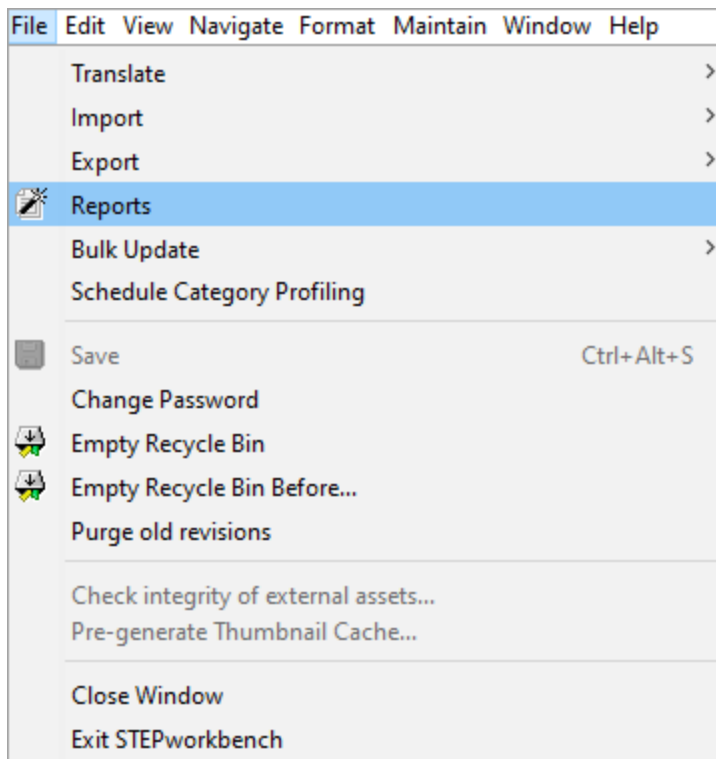 File Edit View Navigate Format Maintain Window Help
Translate
Import
Export
Reports
Bulk Update
Schedule Category Profiling
Save Ctrl+Alt+S
Change Password
Empty Recycle Bin
Empty Recycle Bin Before...
Purge old revisions
Check integrity of external assets...
Pre-generate Thumbnail Cache...
Close Window
Exit STEPworkbench